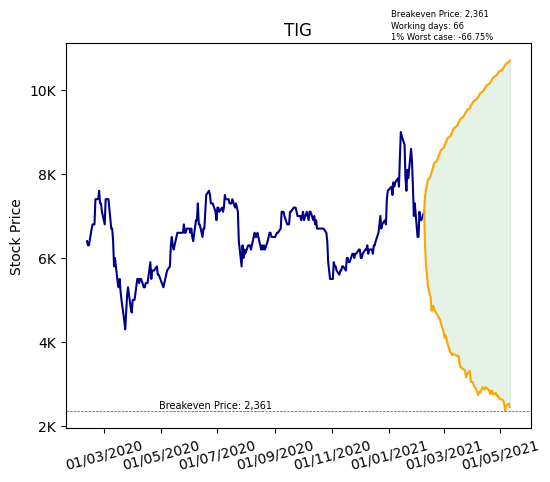 Breakeven Price: 2,361
Working days: 66
1% Worst case: -66.75%
TIG
Stock Price
10K
8K
6K
4K
2K
Breakeven Price: 2,361
01/03/2020
01/05/2020
01/07/2020
01/09/2020
01/11/2020
01/01/2021
01/03/2021
01/05/2021